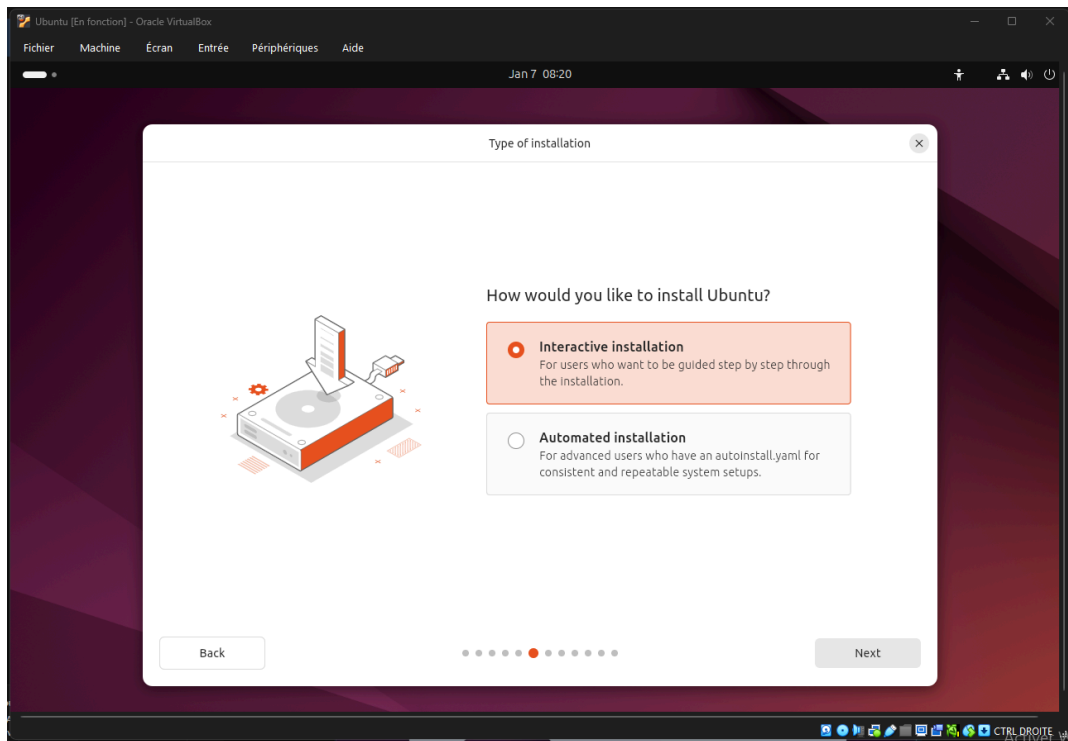 Ubuntu [En fonction] - Oracle VirtualBox
Fichier Machine Écran Entrée Périphériques Aide
Jan 7 08:20
Type of installation
How would you like to install Ubuntu?
Interactive installation
For users who want to be guided step by step through
the installation.
Automated installation
For advanced users who have an autoinstall.yaml for
consistent and repeatable system setups.
Back
Next
CTRL DROITE